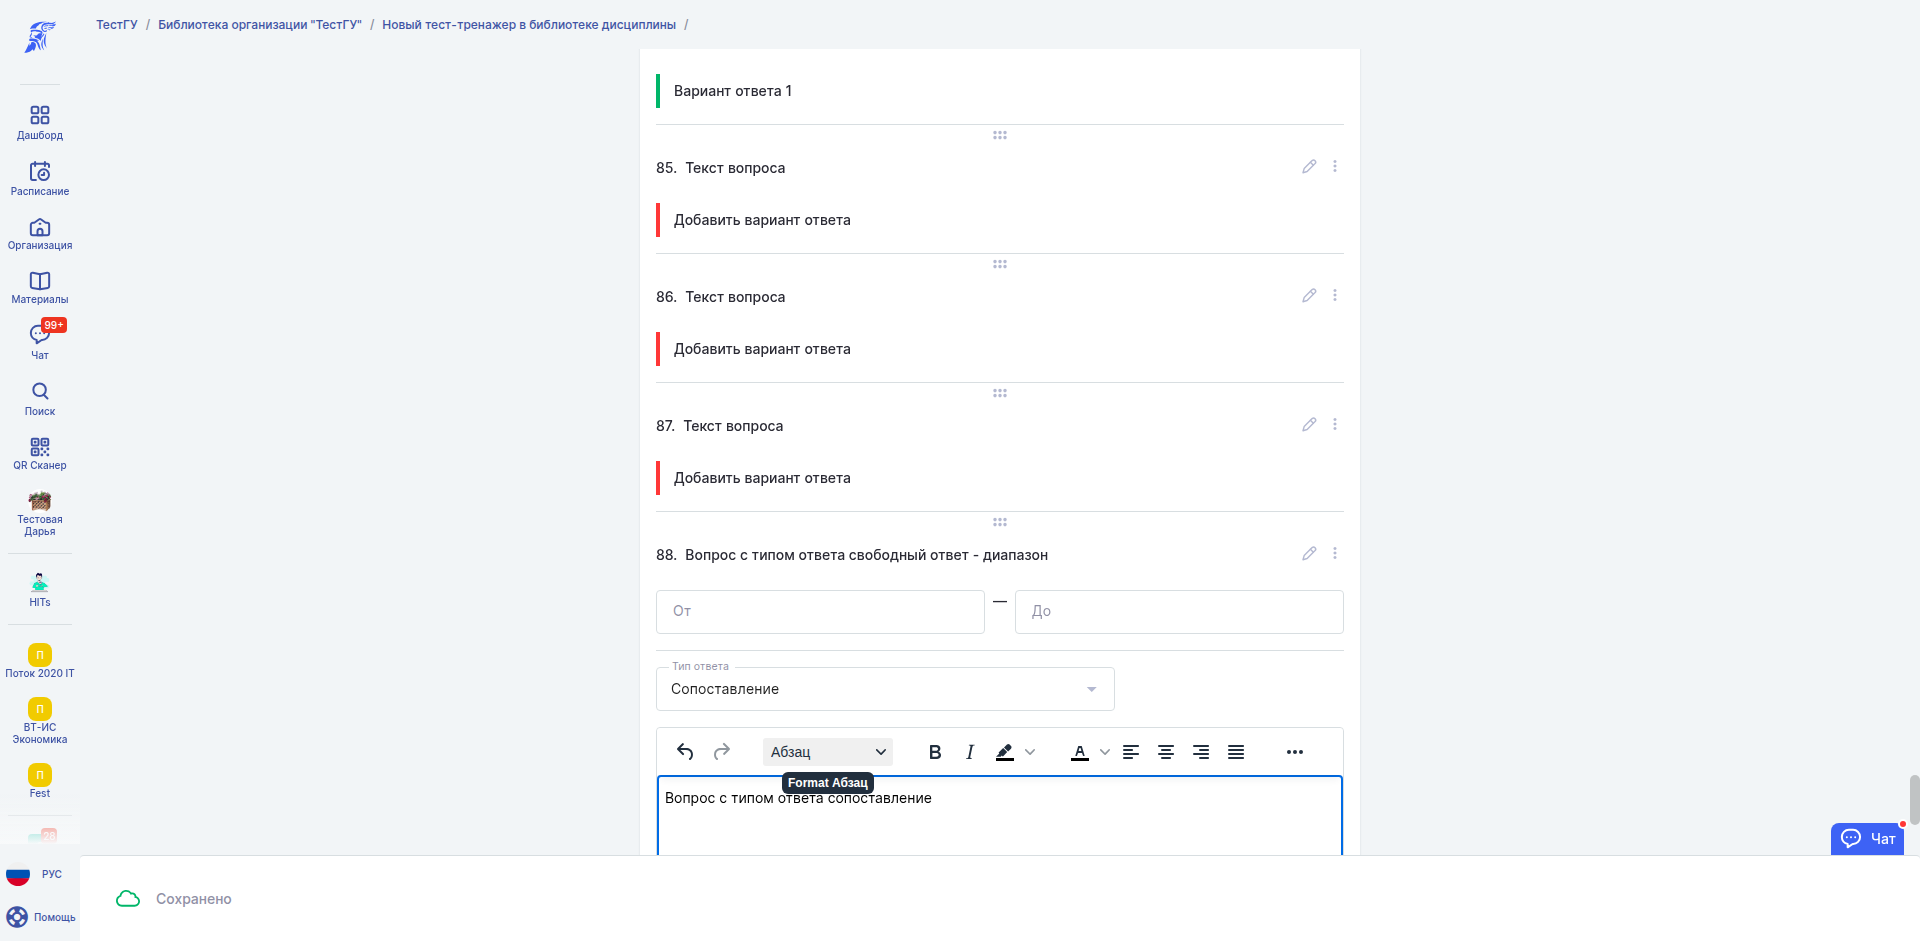 ТестГУ / Библиотека организации "ТестГУ" / Новый тест-тренажер в библиотеке дисциплины /
Дашборд
Расписание
Организация
Материалы
99+
Чат
Поиск
QR Сканер
Тестовая
Дарья
HITs
П
Поток 2020 IT
П
ВТ-ИС
Экономика
П
Fest
28
РУС
Помощь
Вариант ответа 1
85. Текст вопроса
Добавить вариант ответа
86. Текст вопроса
Добавить вариант ответа
87. Текст вопроса
Добавить вариант ответа
88. Вопрос с типом ответа свободный ответ - диапазон
От — До
Тип ответа
Сопоставление
Абзац B I A
Format Абзац
Вопрос с типом ответа сопоставление
Чат
Сохранено